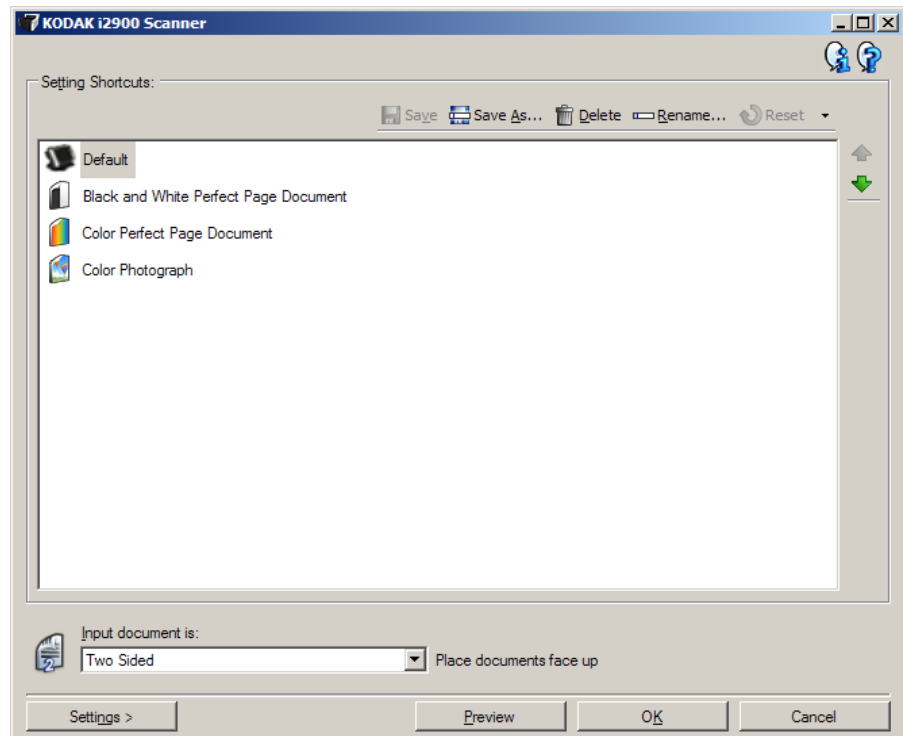 KODAK i2900 Scanner
Setting Shortcuts:
Save Save As... Delete Rename... Reset
Default
Black and White Perfect Page Document
Color Perfect Page Document
Color Photograph
Input document is:
Two Sided Place documents face up
Settings > Preview OK Cancel